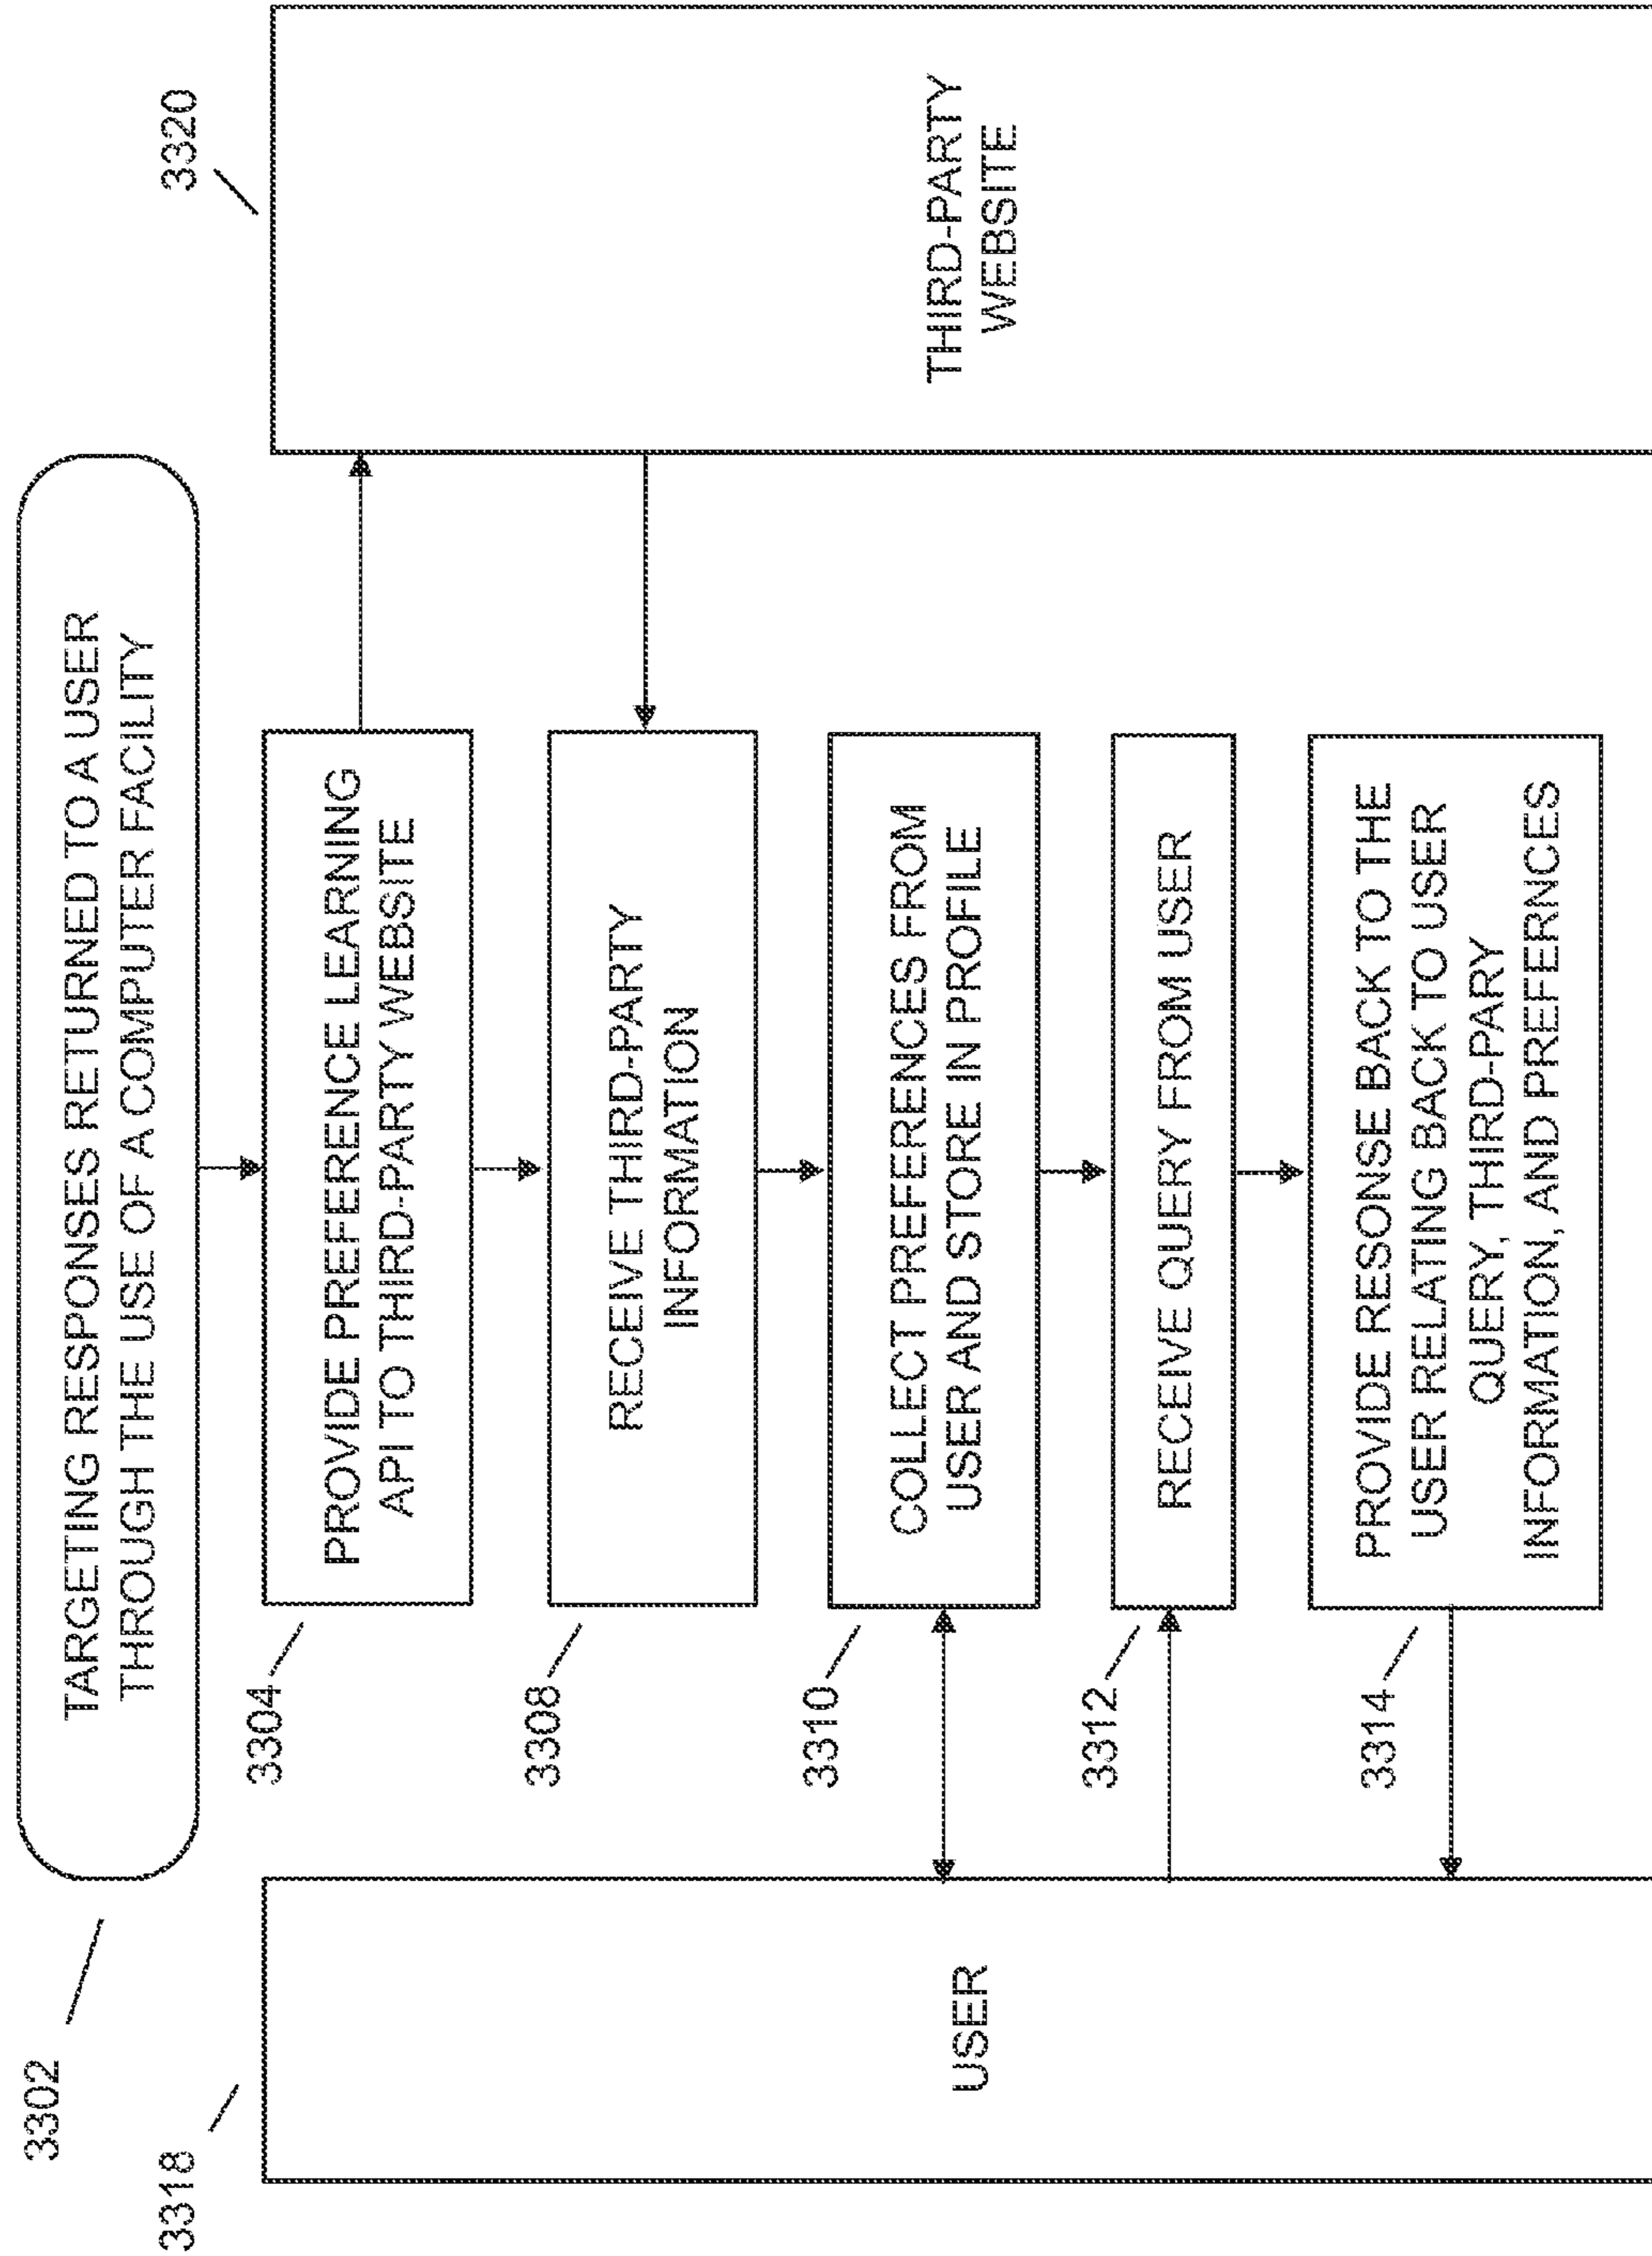 3302
TARGETING RESPONSES RETURNED TO A USER
THROUGH THE USE OF A COMPUTER FACILITY
3318
USER
3304
PROVIDE PREFERENCE LEARNING
API TO THIRD-PARTY WEBSITE
3308
RECEIVE THIRD-PARTY
INFORMATION
3310
COLLECT PREFERENCES FROM
USER AND STORE IN PROFILE
3312
RECEIVE QUERY FROM USER
3314
PROVIDE RESONSE BACK TO THE
USER RELATING BACK TO USER
QUERY, THIRD-PARY
INFORMATION, AND PREFERNCES
3320
THIRD-PARTY
WEBSITE